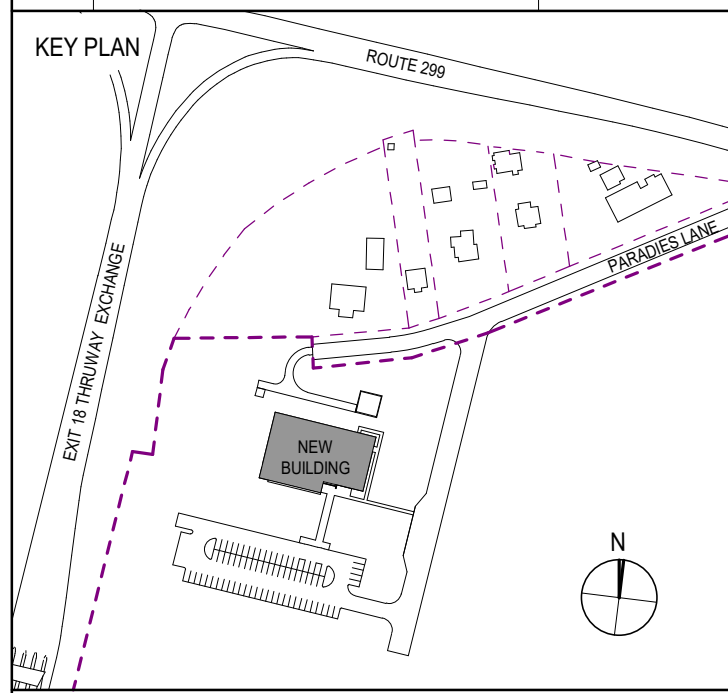 KEY PLAN
ROUTE 299
PARADIES LANE
EXIT 18 THRUWAY EXCHANGE
NEW
BUILDING
N